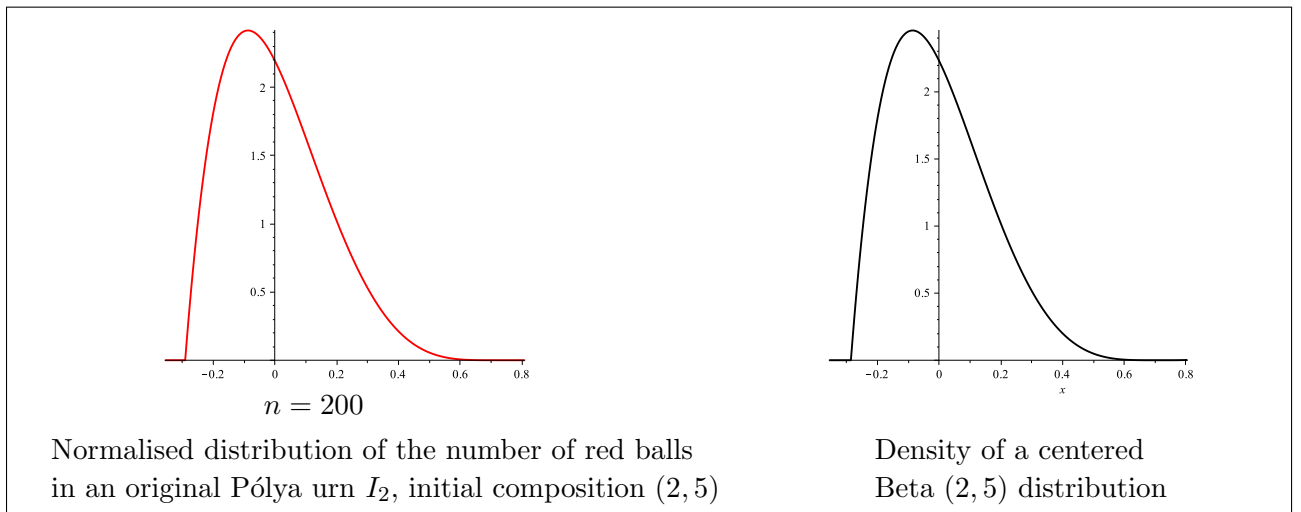 2
1.5
1
0.5
−0.2 0 0.2 0.4 0.6 0.8
n = 200
Normalised distribution of the number of red balls
in an original Pólya urn I₂, initial composition (2, 5)
2
1.5
1
0.5
−0.2 0 0.2 0.4 0.6 0.8
x
Density of a centered
Beta (2, 5) distribution